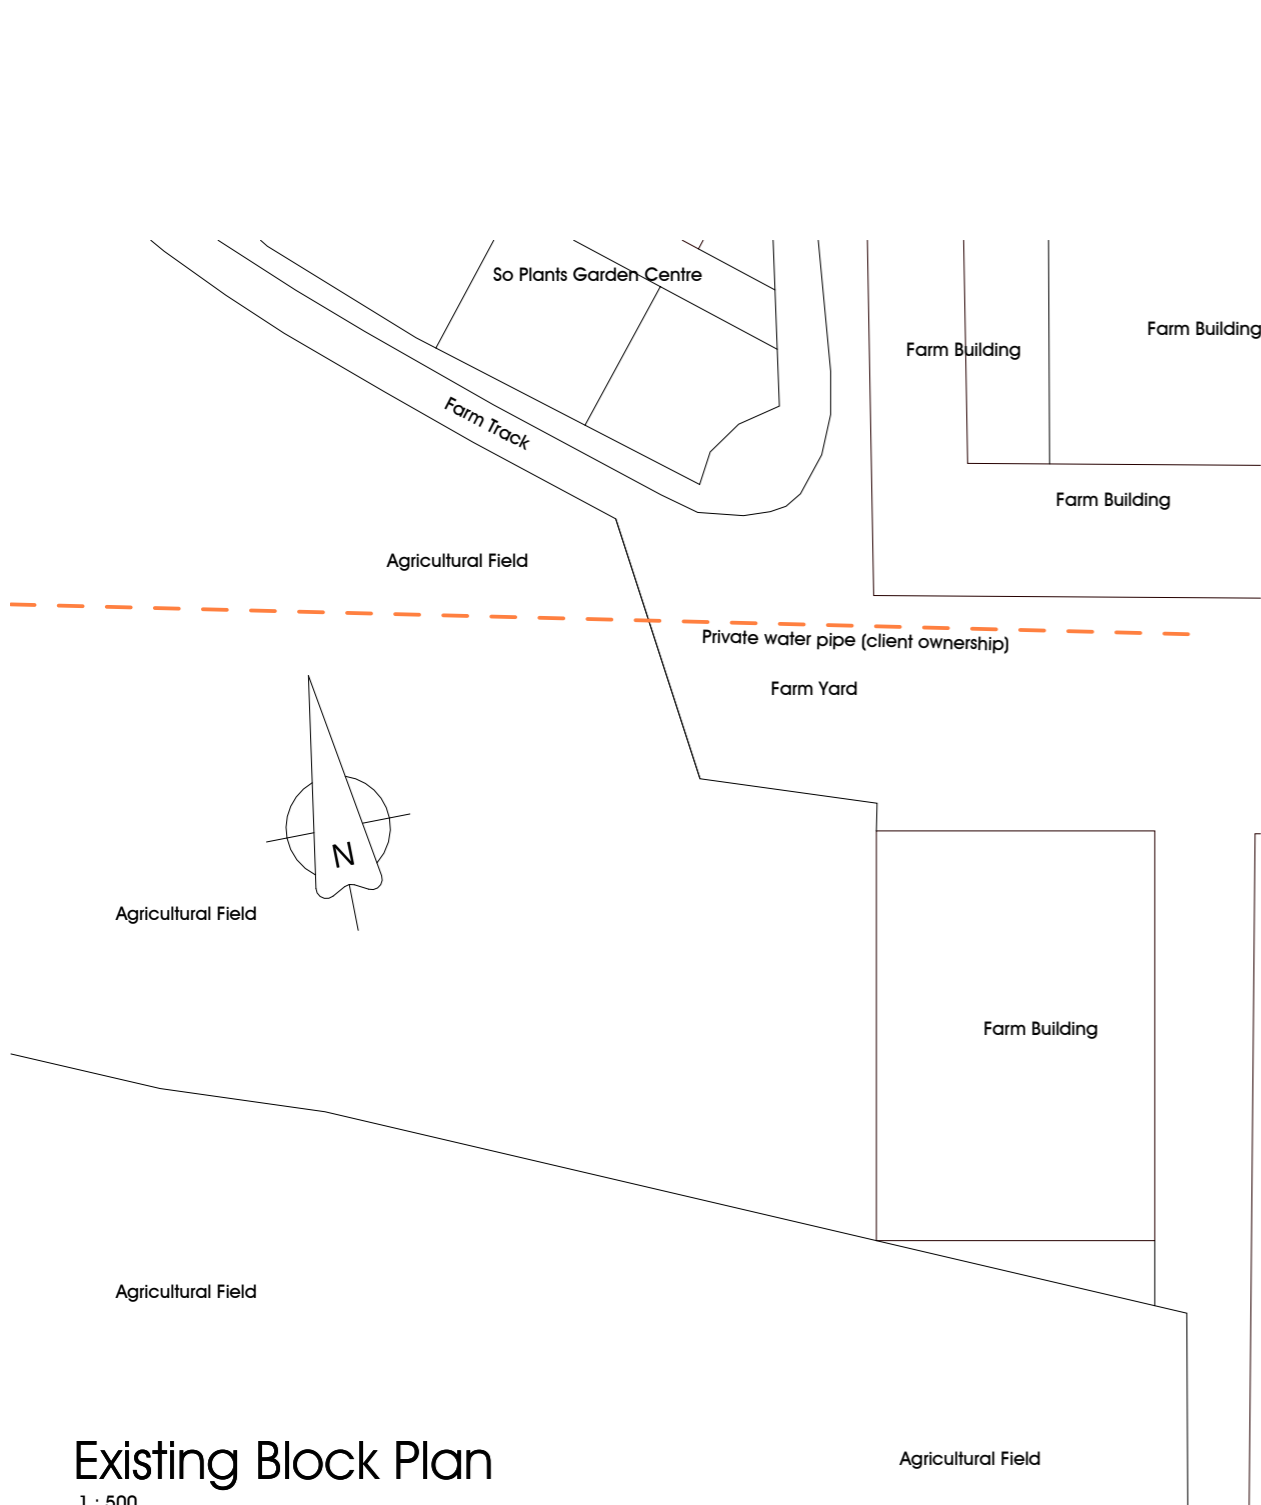 So Plants Garden Centre
Farm Building
Farm Building
Farm Track
Farm Building
Agricultural Field
Private water pipe (client ownership)
Farm Yard
N
Agricultural Field
Farm Building
Agricultural Field
Existing Block Plan
Agricultural Field
1 : 500